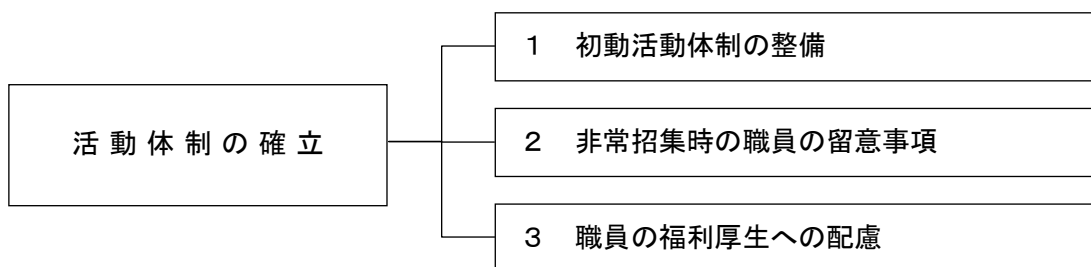 活動体制の確立
１　初動活動体制の整備
２　非常招集時の職員の留意事項
３　職員の福利厚生への配慮